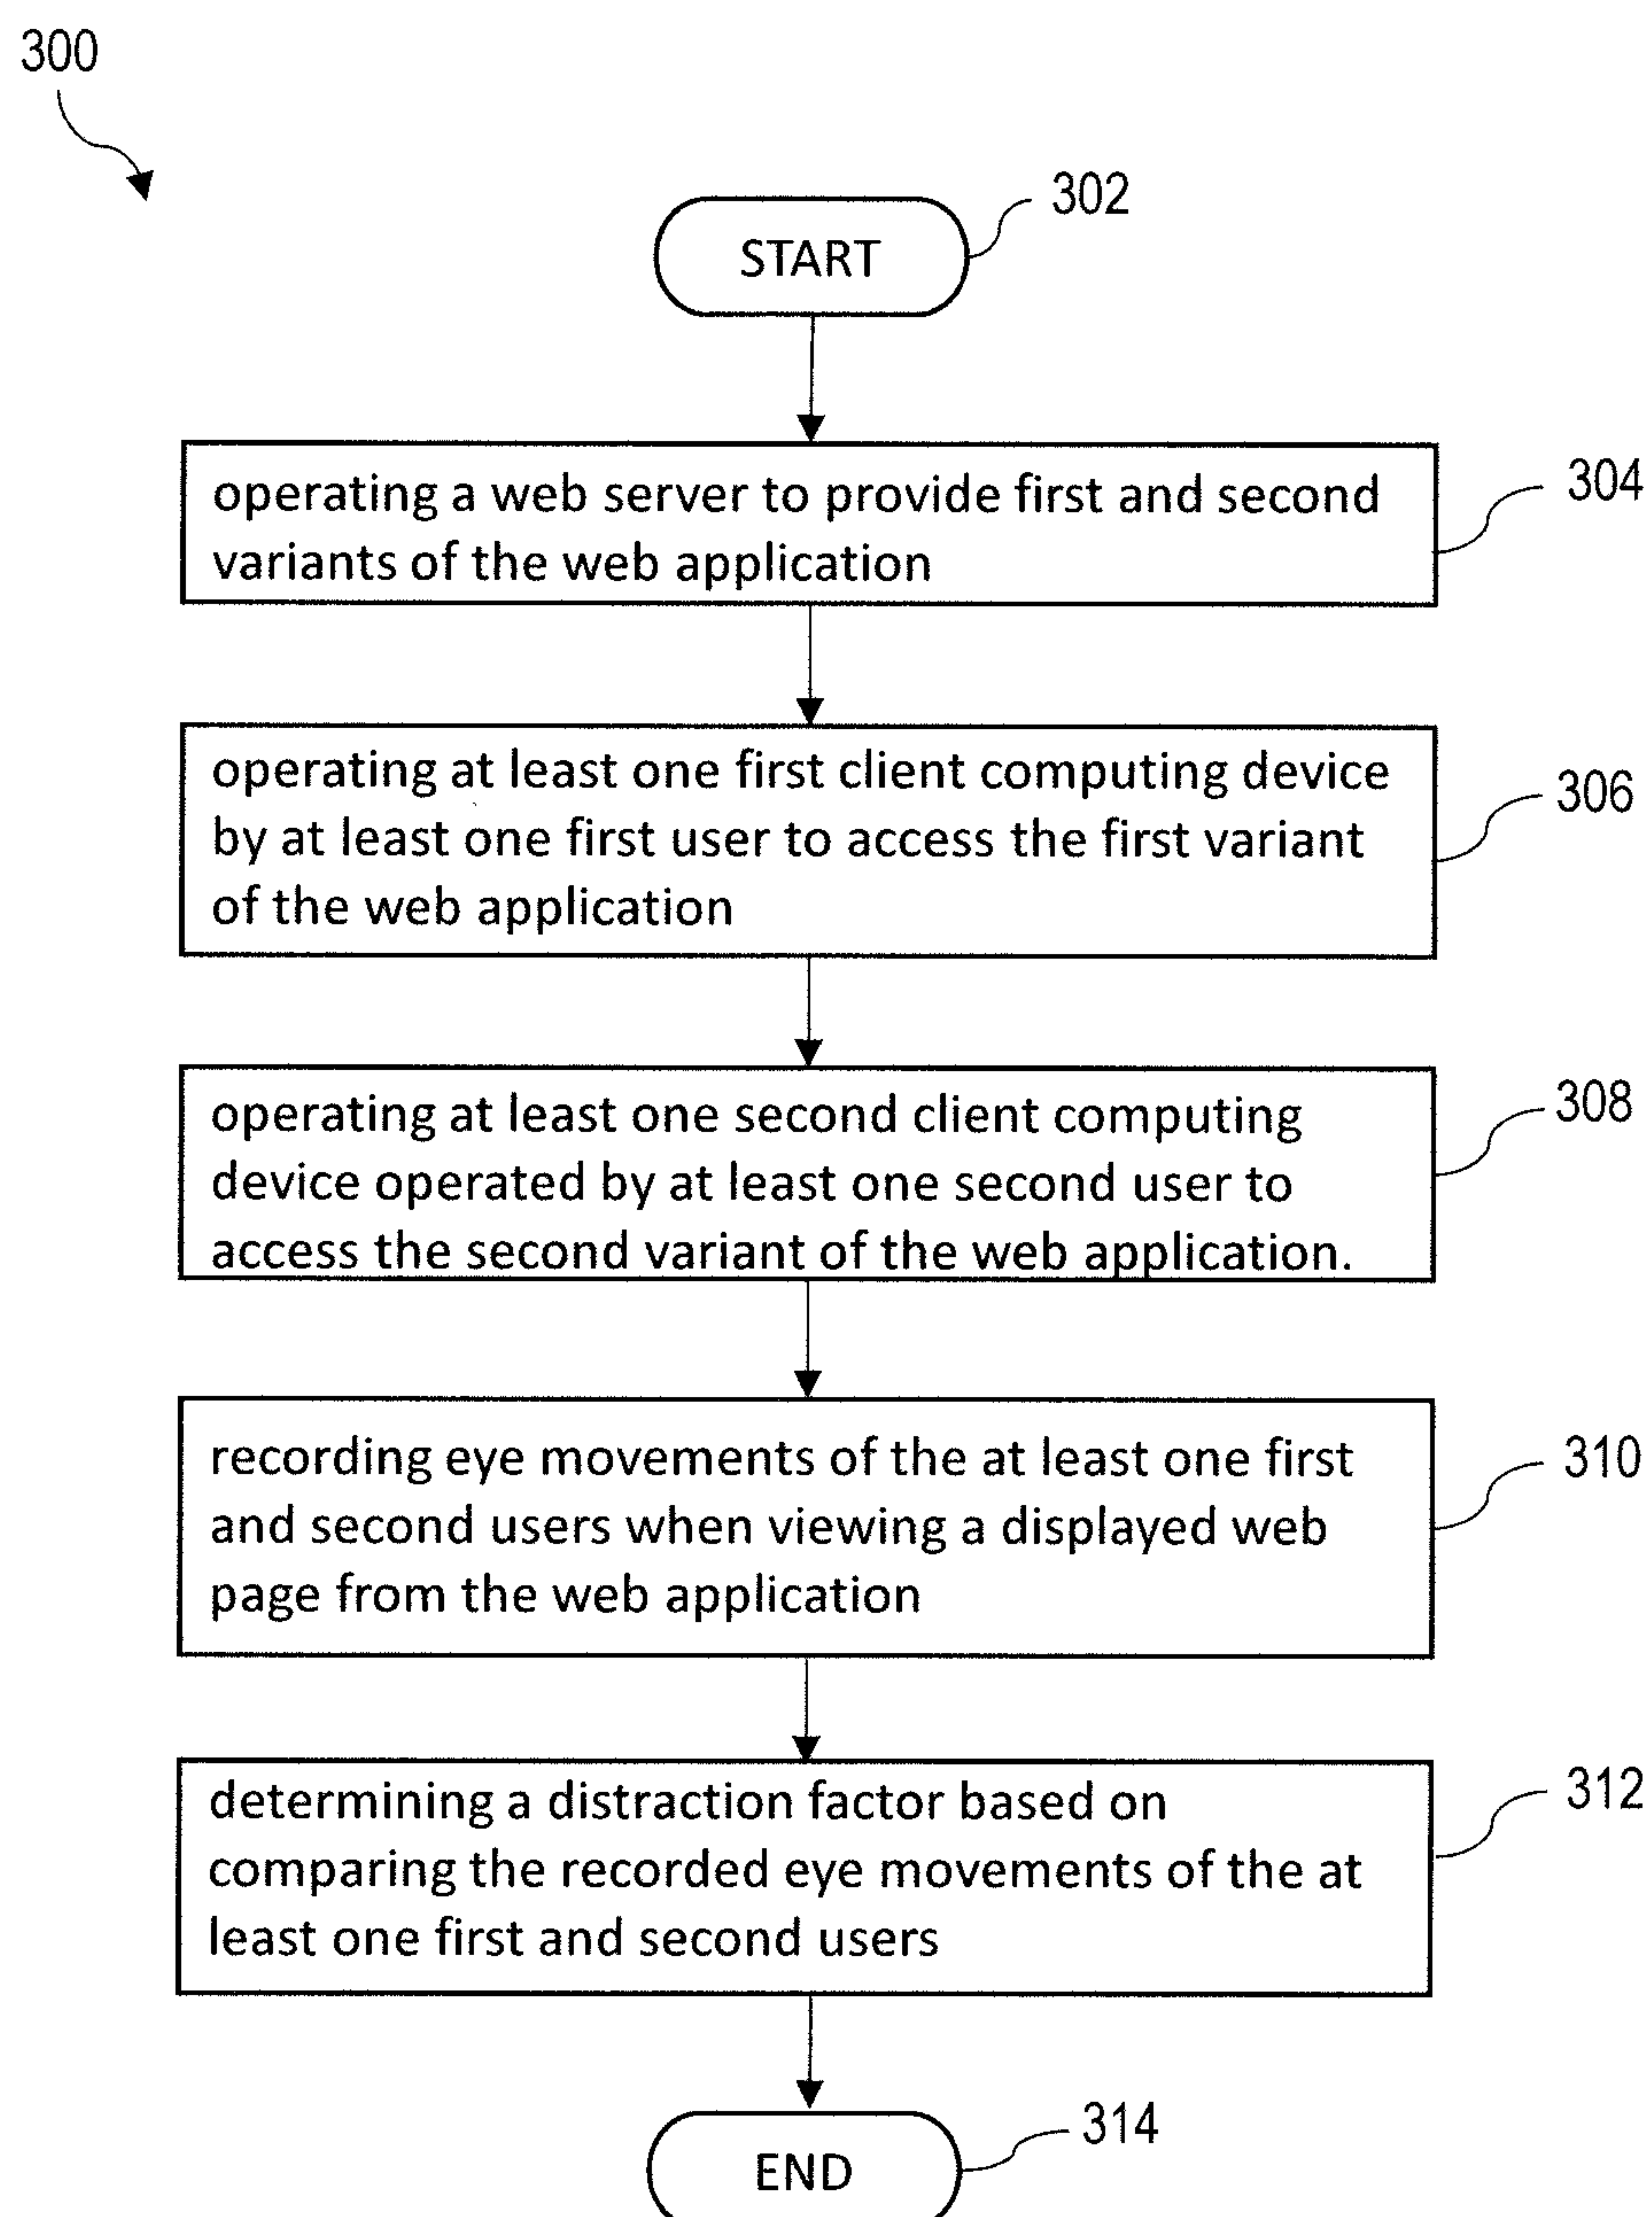 300
302
START
304
operating a web server to provide first and second
variants of the web application
306
operating at least one first client computing device
by at least one first user to access the first variant
of the web application
308
operating at least one second client computing
device operated by at least one second user to
access the second variant of the web application.
310
recording eye movements of the at least one first
and second users when viewing a displayed web
page from the web application
312
determining a distraction factor based on
comparing the recorded eye movements of the at
least one first and second users
314
END